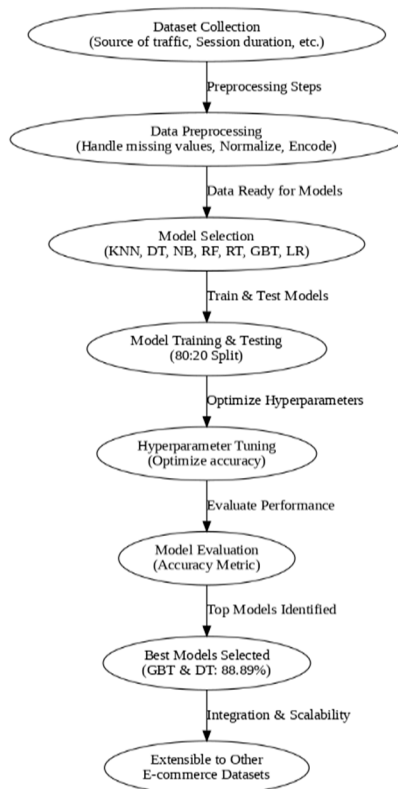 Dataset Collection
(Source of traffic, Session duration, etc.)
Preprocessing Steps
Data Preprocessing
(Handle missing values, Normalize, Encode)
Data Ready for Models
Model Selection
(KNN, DT, NB, RF, RT, GBT, LR)
Train & Test Models
Model Training & Testing
(80:20 Split)
Optimize Hyperparameters
Hyperparameter Tuning
(Optimize accuracy)
Evaluate Performance
Model Evaluation
(Accuracy Metric)
Top Models Identified
Best Models Selected
(GBT & DT: 88.89%)
Integration & Scalability
Extensible to Other
E-commerce Datasets